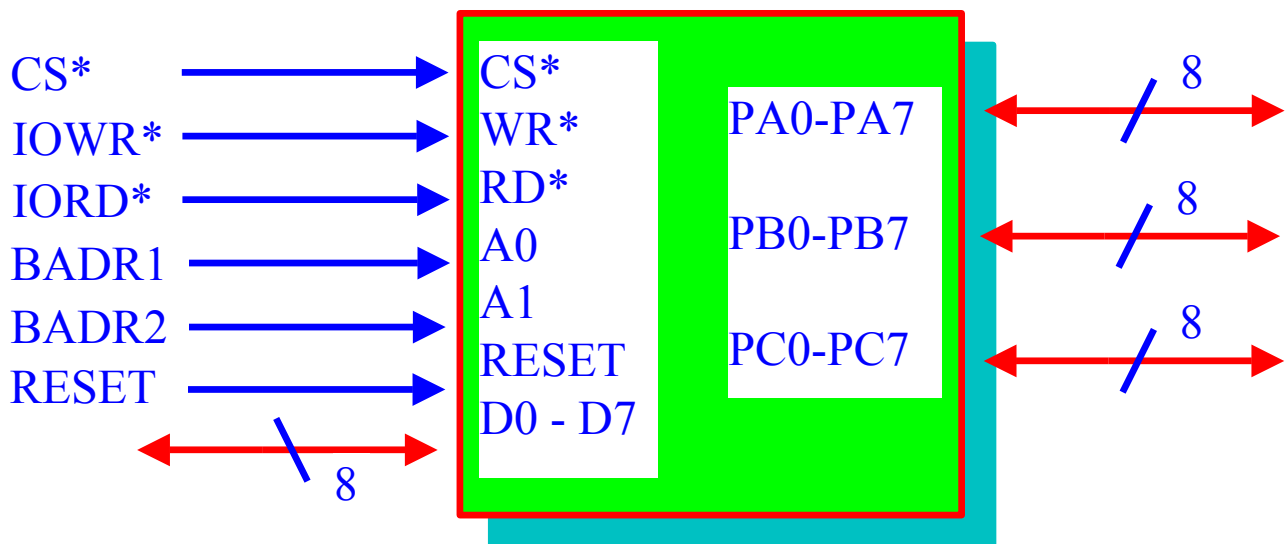 CS*
IOWR*
IORD*
BADR1
BADR2
RESET
8
CS*
WR*
RD*
A0
A1
RESET
D0 - D7
PA0-PA7
PB0-PB7
PC0-PC7
8
8
8